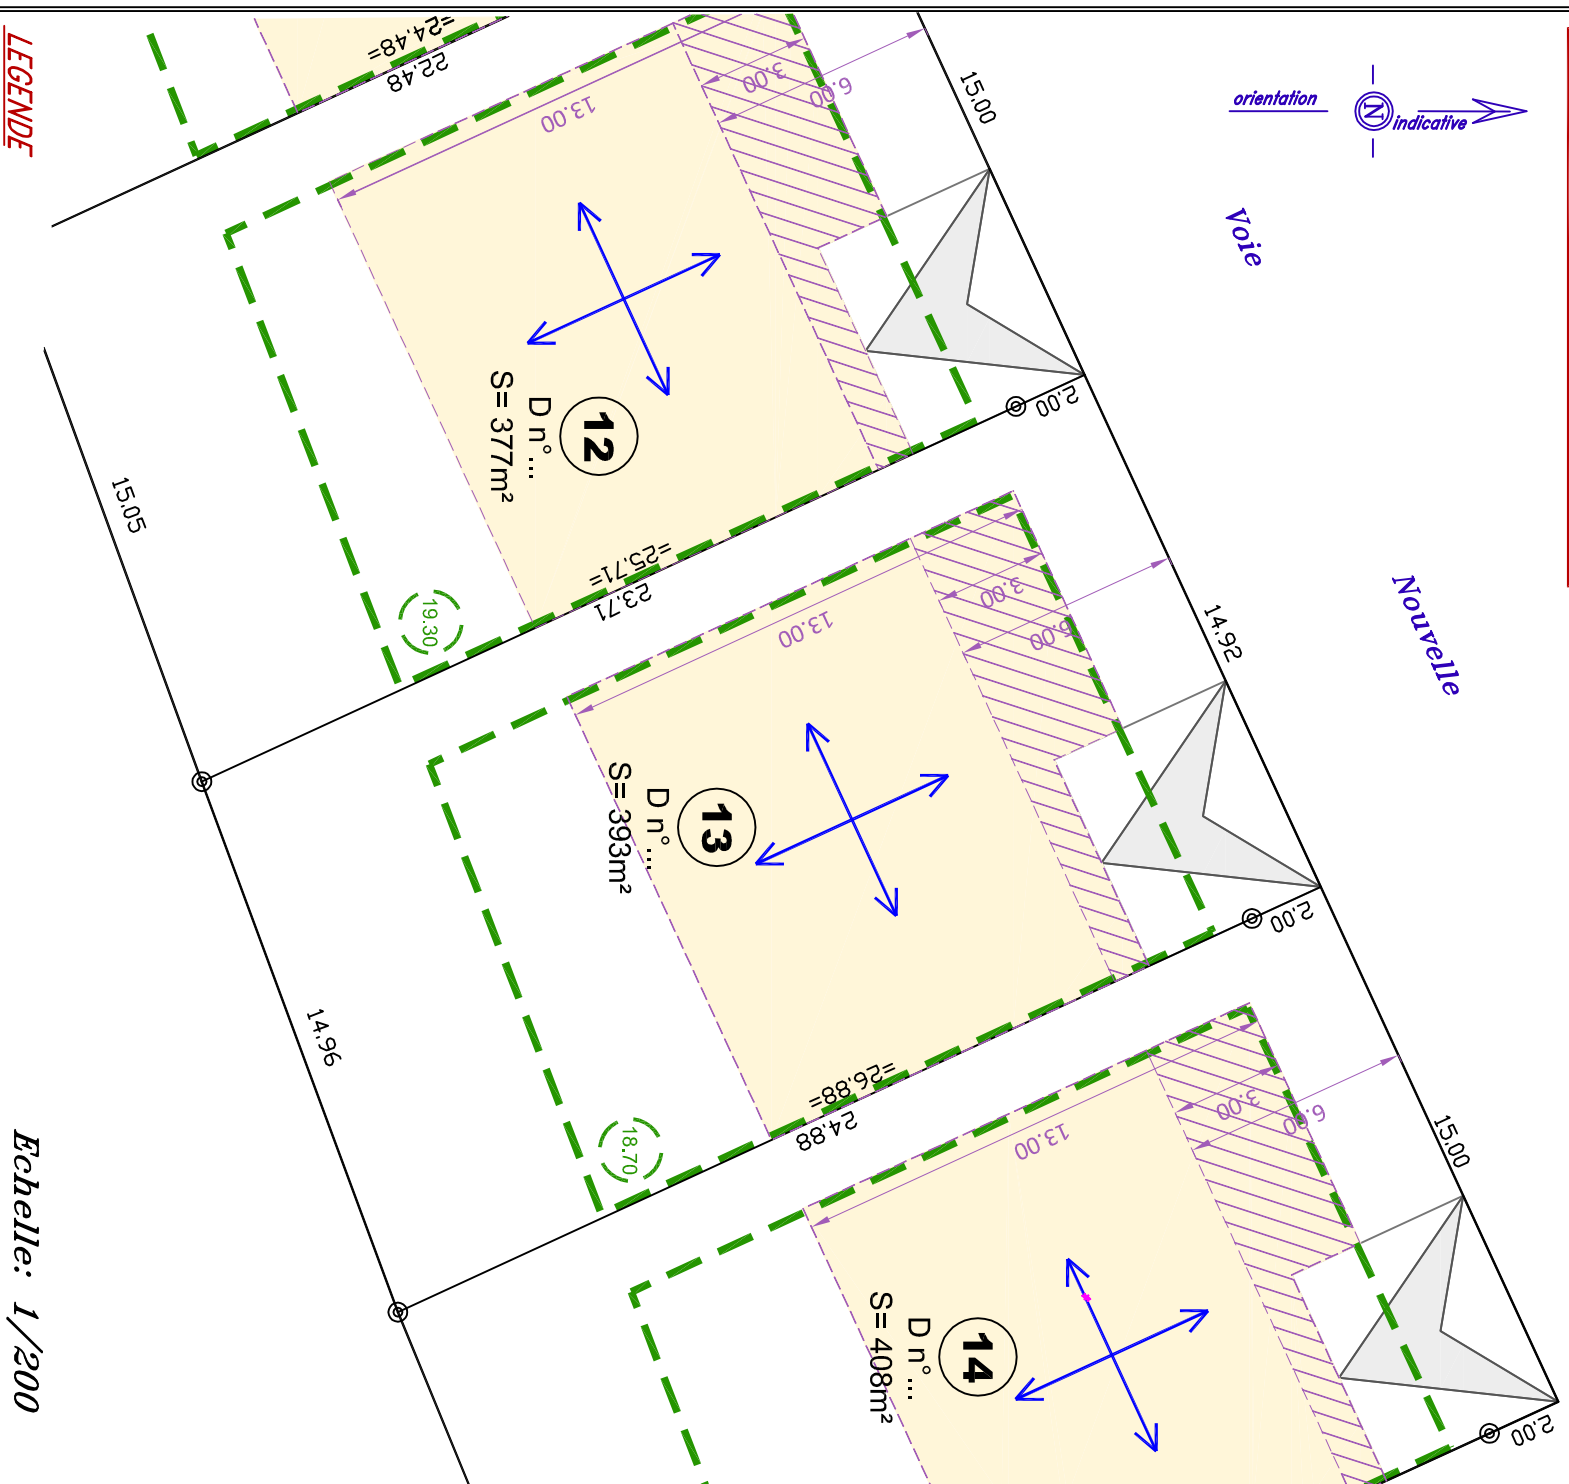 LEGENDE
=24.48=
22.48
13.00
3.00
6.00
15.00
orientation
N
indicative
Voie
Nouvelle
12
D n° ...
S= 377m²
2.00
15.05
=25.71=
23.71
19.30
13.00
3.00
6.00
14.92
13
D n° ...
S= 393m²
2.00
14.96
=26.88=
24.88
18.70
13.00
3.00
6.00
15.00
14
D n° ...
S= 408m²
2.00
Echelle: 1/200